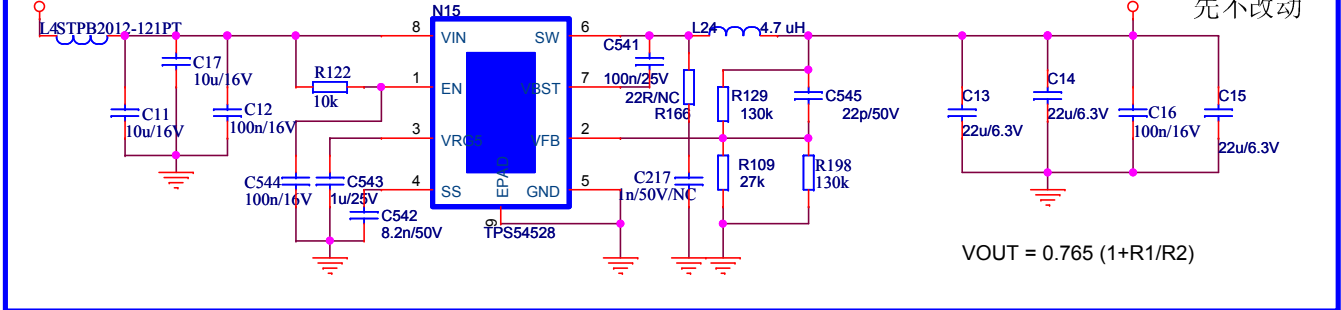 先不改动
N15
L4STPB2012-121PT
8
VIN
SW
6
L24
4.7 uH
C541
C17
10u/16V
R122
10k
1
EN
VBST
7
100n/25V
22R/NC
R166
R129
130k
C545
22p/50V
C14
22u/6.3V
C13
22u/6.3V
C16
100n/16V
C15
22u/6.3V
C11
10u/16V
C12
100n/16V
3
VRG5
VFB
2
C544
100n/16V
C543
1u/25V
4
SS
EPAD
GND
5
C217
1n/50V/NC
R109
27k
R198
130k
C542
8.2n/50V
9
TPS54528
VOUT = 0.765 (1+R1/R2)